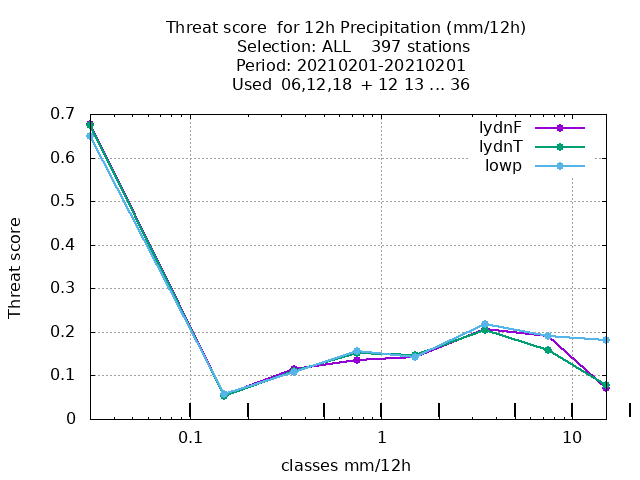 Threat score  for 12h Precipitation (mm/12h)
Selection: ALL    397 stations
Period: 20210201-20210201
Used  06,12,18  + 12 13 ... 36
lydnF
lydnT
lowp
0.7
0.6
0.5
0.4
0.3
0.2
0.1
0
Threat score
0.1
1
10
classes mm/12h